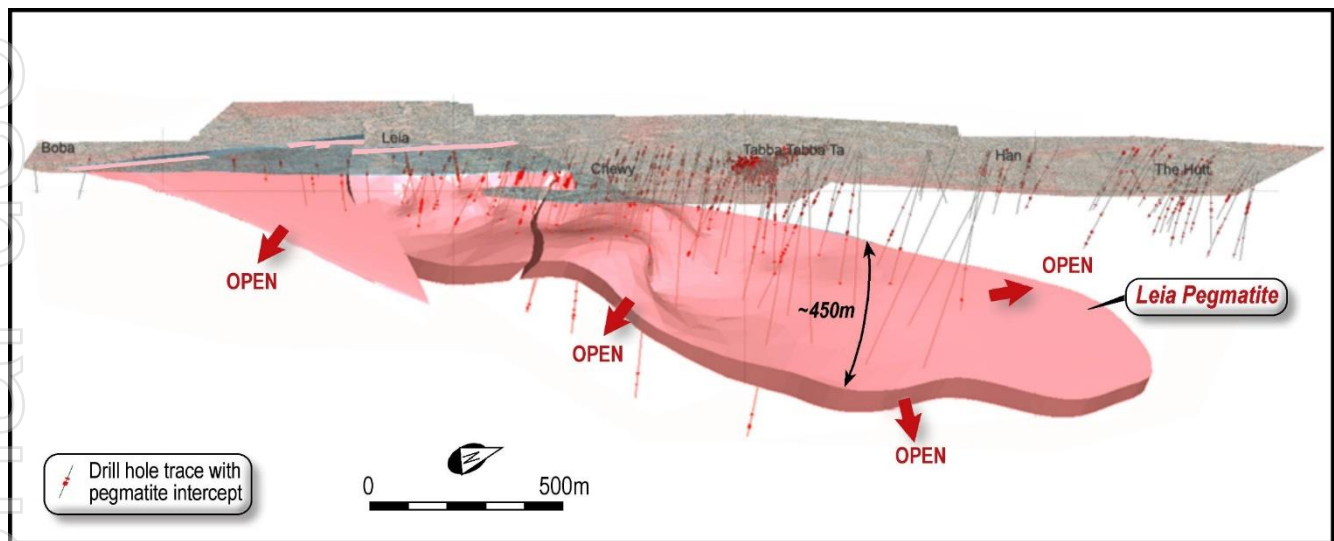 Boba
Leia
Chewy
Tabba Tabba Ta
Han
The Hutt
OPEN
OPEN
OPEN
OPEN
~450m
Leia Pegmatite
Drill hole trace with
pegmatite intercept
N
0 500m